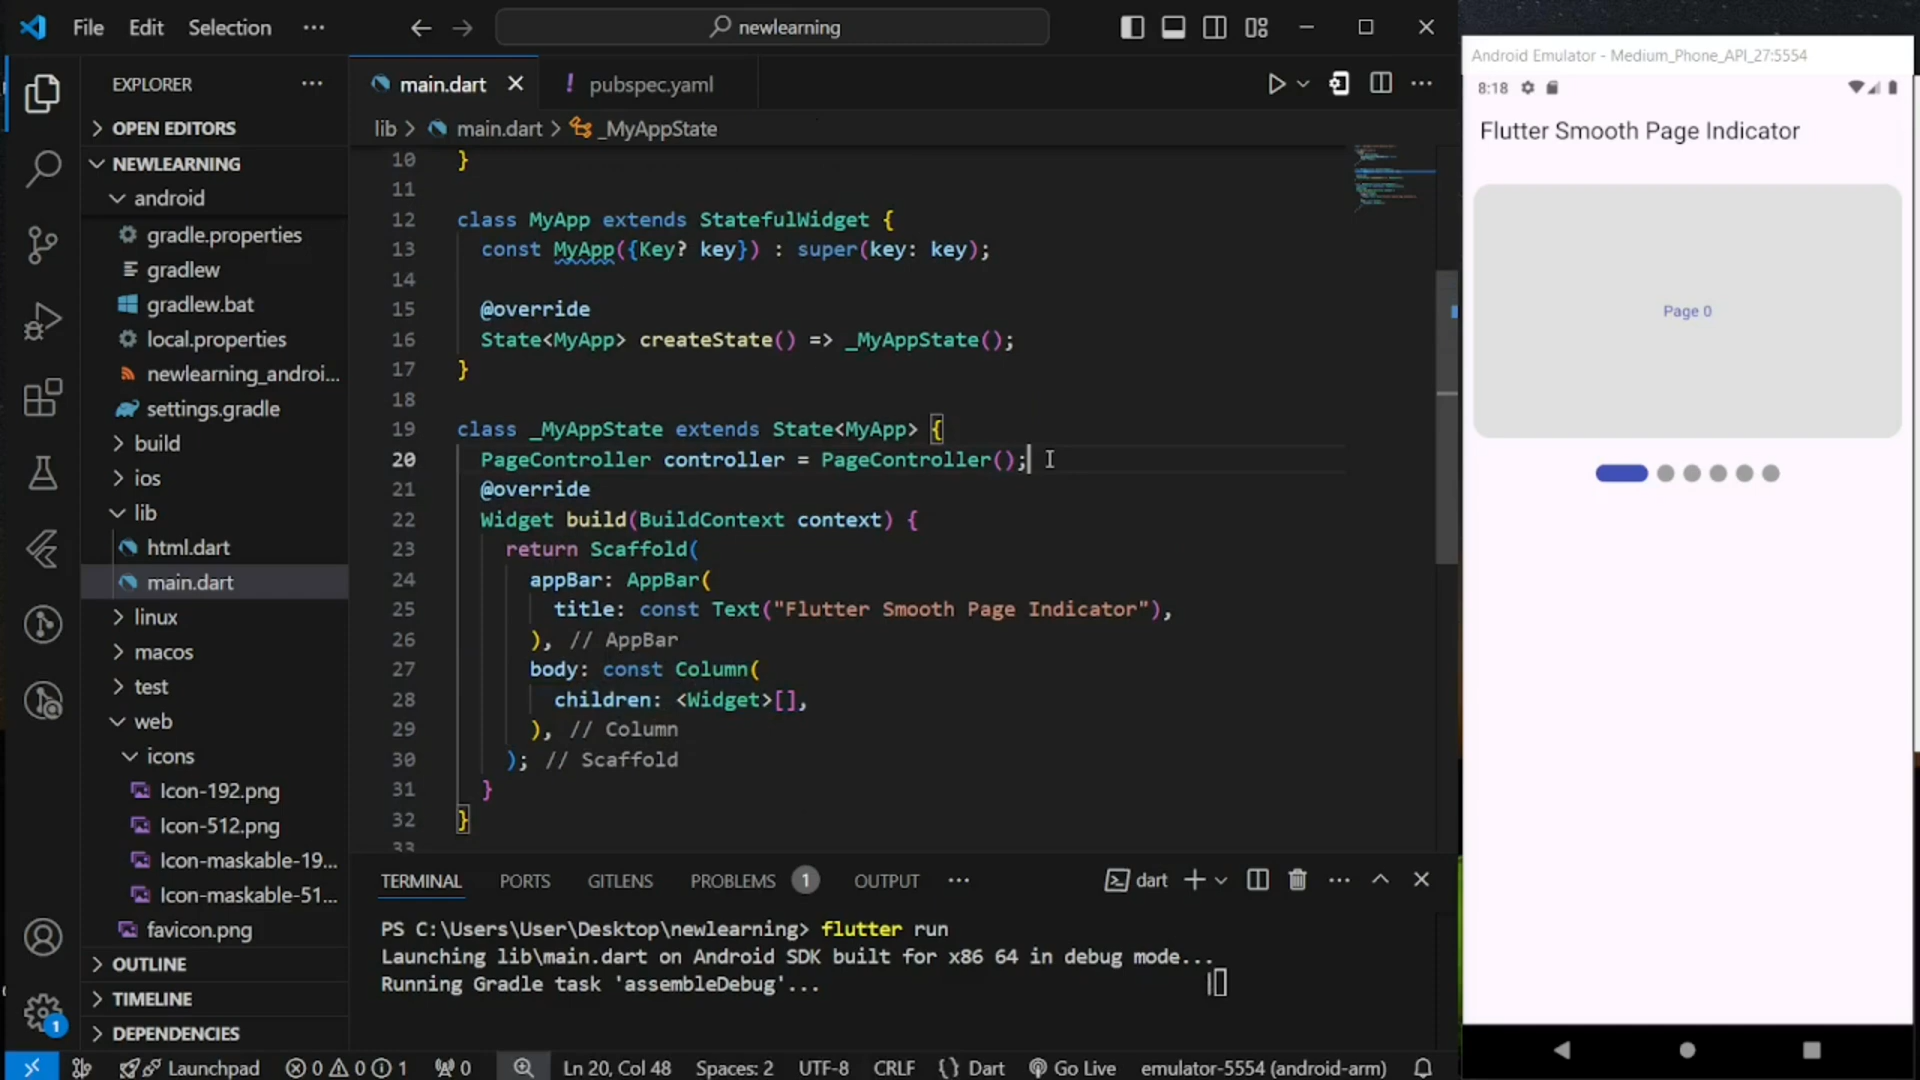 File Edit Selection ···
newlearning
EXPLORER
OPEN EDITORS
NEWLEARNING
android
gradle.properties
gradlew
gradlew.bat
local.properties
newlearning_androi...
settings.gradle
build
ios
lib
html.dart
main.dart
linux
macos
test
web
icons
Icon-192.png
Icon-512.png
Icon-maskable-19...
Icon-maskable-51...
favicon.png
OUTLINE
TIMELINE
DEPENDENCIES
main.dart
pubspec.yaml
lib > main.dart > _MyAppState
10 }
11
12 class MyApp extends StatefulWidget {
13 const MyApp({Key? key}) : super(key: key);
14
15 @override
16 State<MyApp> createState() => _MyAppState();
17 }
18
19 class _MyAppState extends State<MyApp> {
20 PageController controller = PageController();
21 @override
22 Widget build(BuildContext context) {
23 return Scaffold(
24 appBar: AppBar(
25 title: const Text("Flutter Smooth Page Indicator"),
26 ), // AppBar
27 body: const Column(
28 children: <Widget>[],
29 ), // Column
30 ); // Scaffold
31 }
32 }
33
TERMINAL PORTS GITLENS PROBLEMS 1 OUTPUT ···
dart
PS C:\Users\User\Desktop\newlearning> flutter run
Launching lib\main.dart on Android SDK built for x86 64 in debug mode...
Running Gradle task 'assembleDebug'...
1
Launchpad 0 0 1 0 Ln 20, Col 48 Spaces: 2 UTF-8 CRLF {} Dart Go Live emulator-5554 (android-arm)
Android Emulator - Medium_Phone_API_27:5554
8:18
Flutter Smooth Page Indicator
Page 0